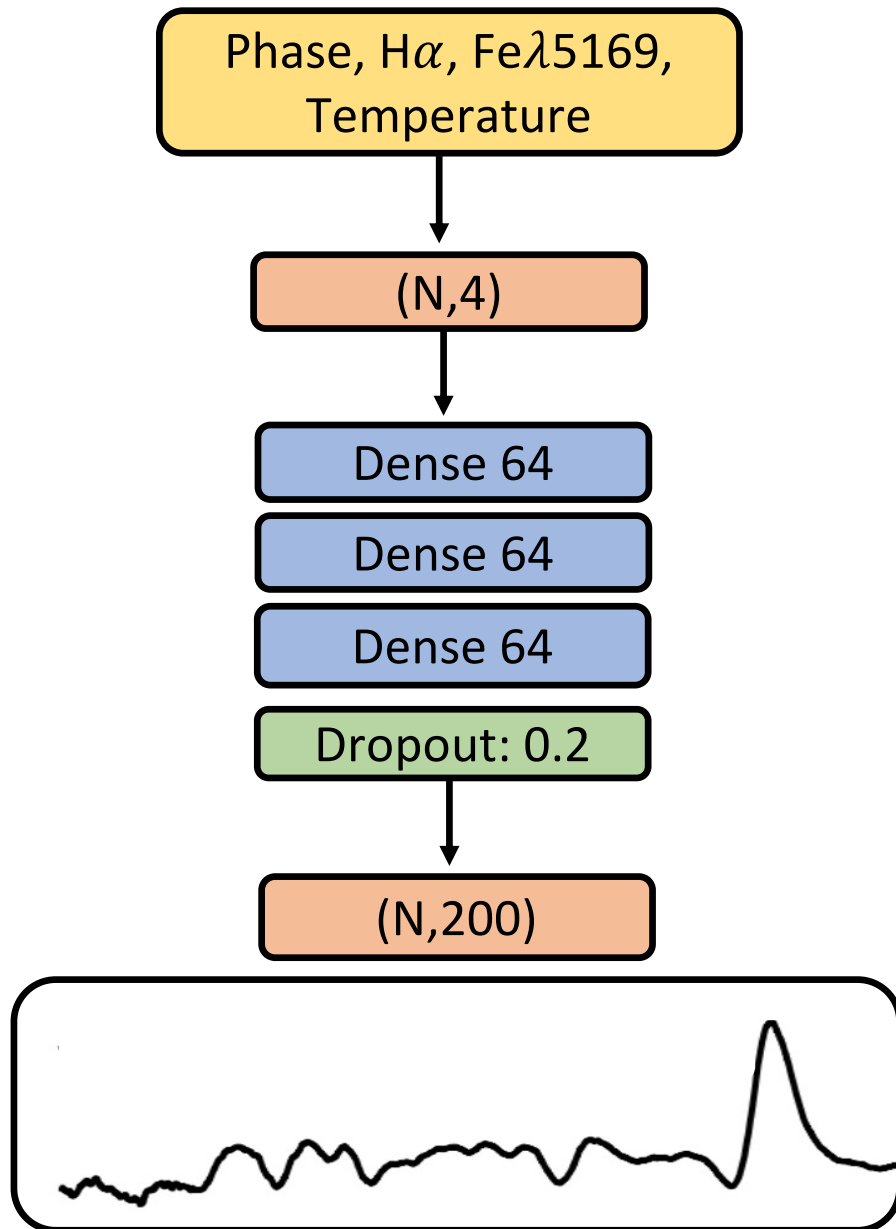 Phase, H𝛼, Fe𝜆5169,
Temperature
(N,4)
Dense 64
Dense 64
Dense 64
Dropout: 0.2
(N,200)